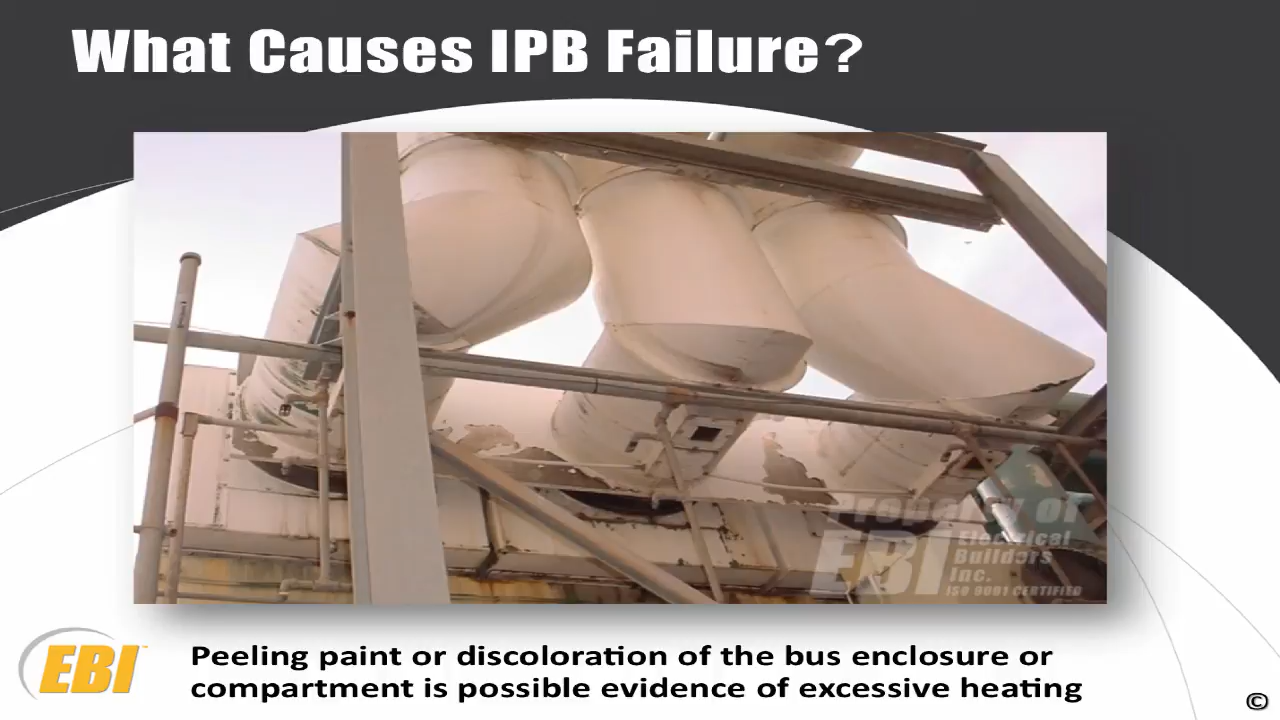 What Causes IPB Failure?
Property of
EBI Electrical
Builders
Inc.
ISO 9001 CERTIFIED
EBI™
Peeling paint or discoloration of the bus enclosure or
compartment is possible evidence of excessive heating
©